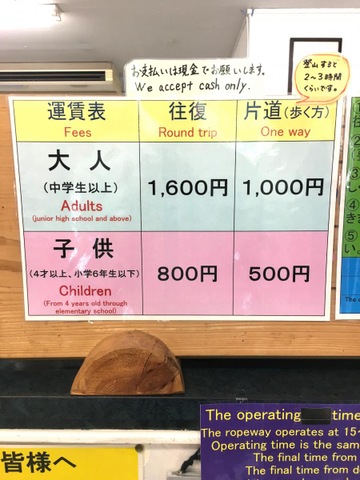 お支払いは現金でお願いします。
We accept cash only.
登山すると
2〜3時間
くらいです。
運賃表
Fees
往復
Round trip
片道(歩く方)
One way
大人
(中学生以上)
Adults
(junior high school and above)
1,600円
1,000円
子供
(4才以上、小学6年生以下)
Children
(From 4 years old through
elementary school)
800円
500円
皆様へ
The operating time
The ropeway operates at 15
Operating time is the same
The final time from
The final time from